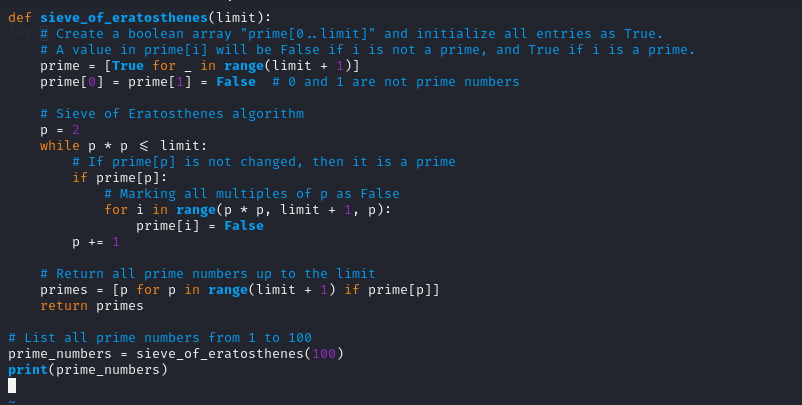 def sieve_of_eratosthenes(limit):
    # Create a boolean array "prime[0..limit]" and initialize all entries as True.
    # A value in prime[i] will be False if i is not a prime, and True if i is a prime.
    prime = [True for _ in range(limit + 1)]
    prime[0] = prime[1] = False  # 0 and 1 are not prime numbers

    # Sieve of Eratosthenes algorithm
    p = 2
    while p * p <= limit:
        # If prime[p] is not changed, then it is a prime
        if prime[p]:
            # Marking all multiples of p as False
            for i in range(p * p, limit + 1, p):
                prime[i] = False
        p += 1

    # Return all prime numbers up to the limit
    primes = [p for p in range(limit + 1) if prime[p]]
    return primes

# List all prime numbers from 1 to 100
prime_numbers = sieve_of_eratosthenes(100)
print(prime_numbers)
~